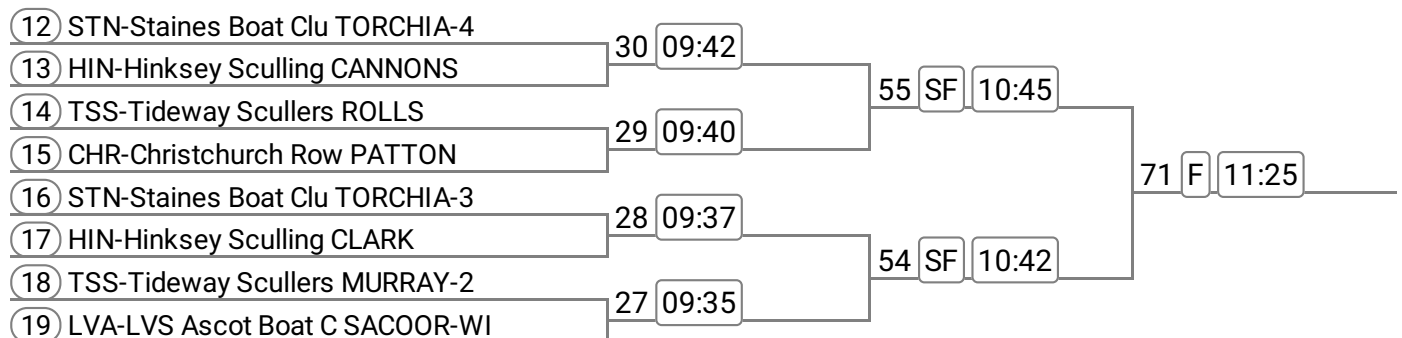 12 STN-Staines Boat Clu TORCHIA-4
30 09:42
13 HIN-Hinksey Sculling CANNONS
55 SF 10:45
14 TSS-Tideway Scullers ROLLS
29 09:40
15 CHR-Christchurch Row PATTON
71 F 11:25
16 STN-Staines Boat Clu TORCHIA-3
28 09:37
17 HIN-Hinksey Sculling CLARK
54 SF 10:42
18 TSS-Tideway Scullers MURRAY-2
27 09:35
19 LVA-LVS Ascot Boat C SACOOR-WI